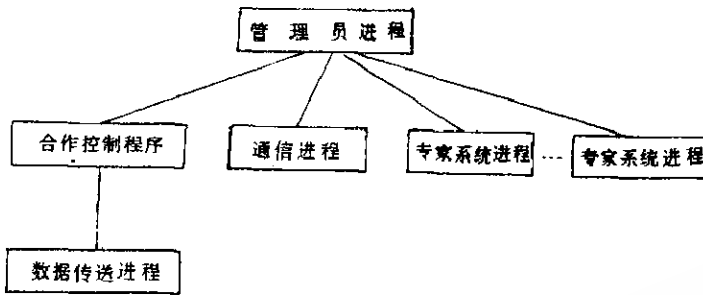 管理员进程
合作控制程序
通信进程
专家系统进程
...
专家系统进程
数据传送进程